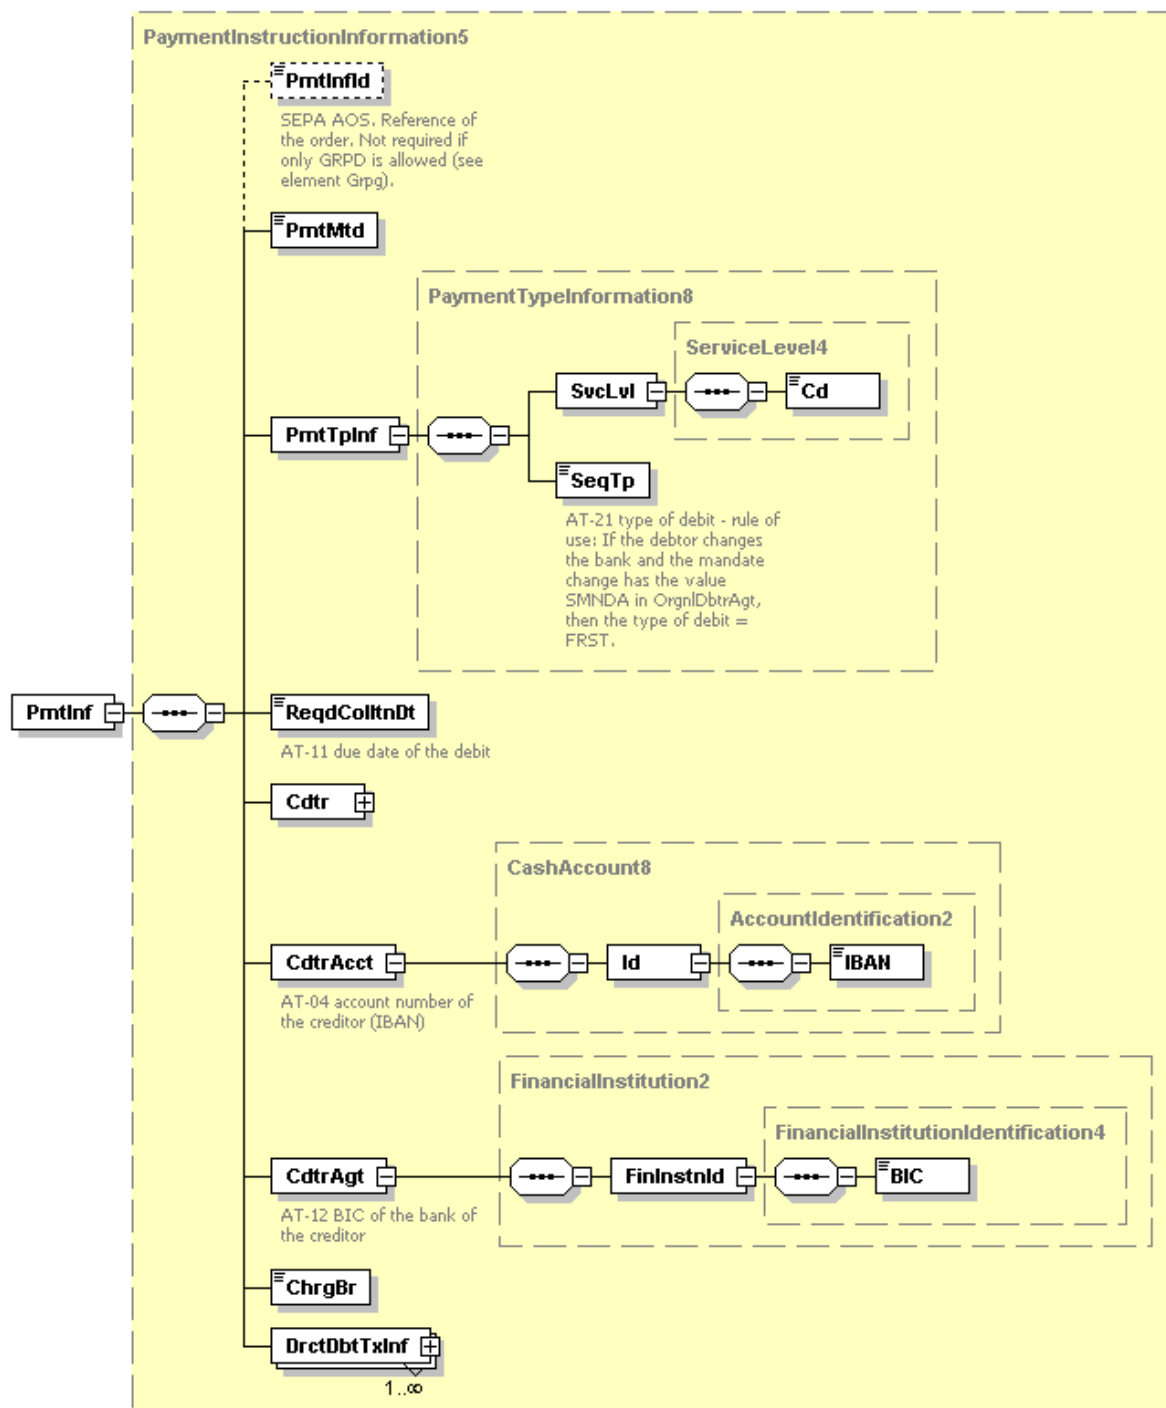 PaymentInstructionInformation5
PmtInfId
SEPA AOS. Reference of
the order. Not required if
only GRPD is allowed (see
element Grpg).
PmtMtd
PaymentTypeInformation8
ServiceLevel4
SvcLvl
Cd
PmtTpInf
SeqTp
AT-21 type of debit - rule of
use: If the debtor changes
the bank and the mandate
change has the value
SMNDA in OrgnlDbtrAgt,
then the type of debit =
FRST.
PmtInf
ReqdColltnDt
AT-11 due date of the debit
Cdtr
CashAccount8
AccountIdentification2
CdtrAcct
Id
IBAN
AT-04 account number of
the creditor (IBAN)
FinancialInstitution2
FinancialInstitutionIdentification4
CdtrAgt
FinInstnId
BIC
AT-12 BIC of the bank of
the creditor
ChrgBr
DrctDbtTxInf
1..∞